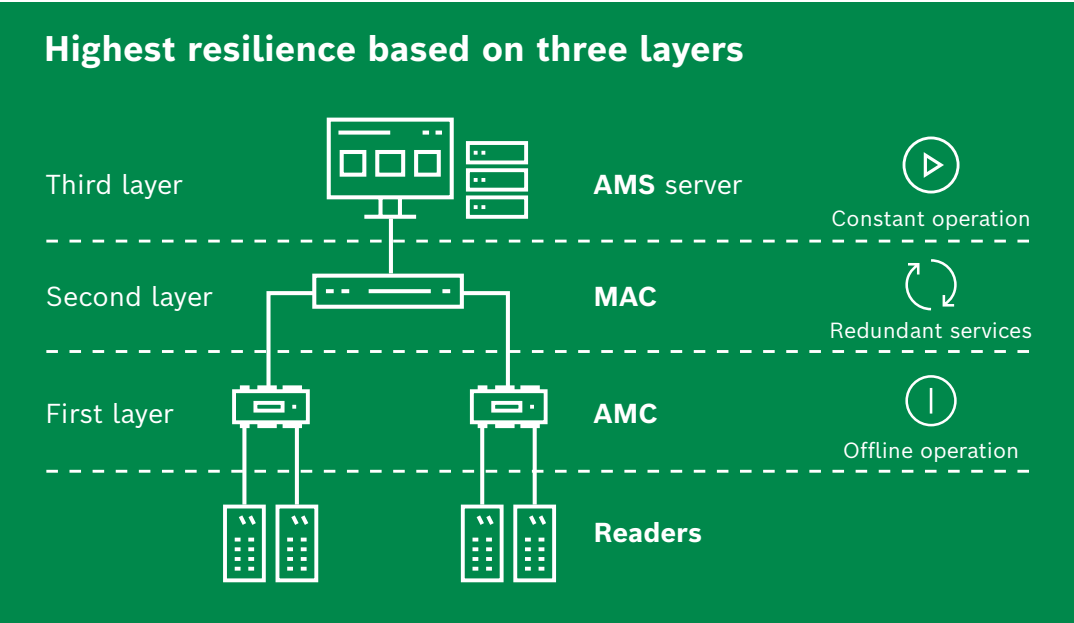 Highest resilience based on three layers
Third layer
AMS server
Constant operation
Second layer
MAC
Redundant services
First layer
AMC
Offline operation
Readers